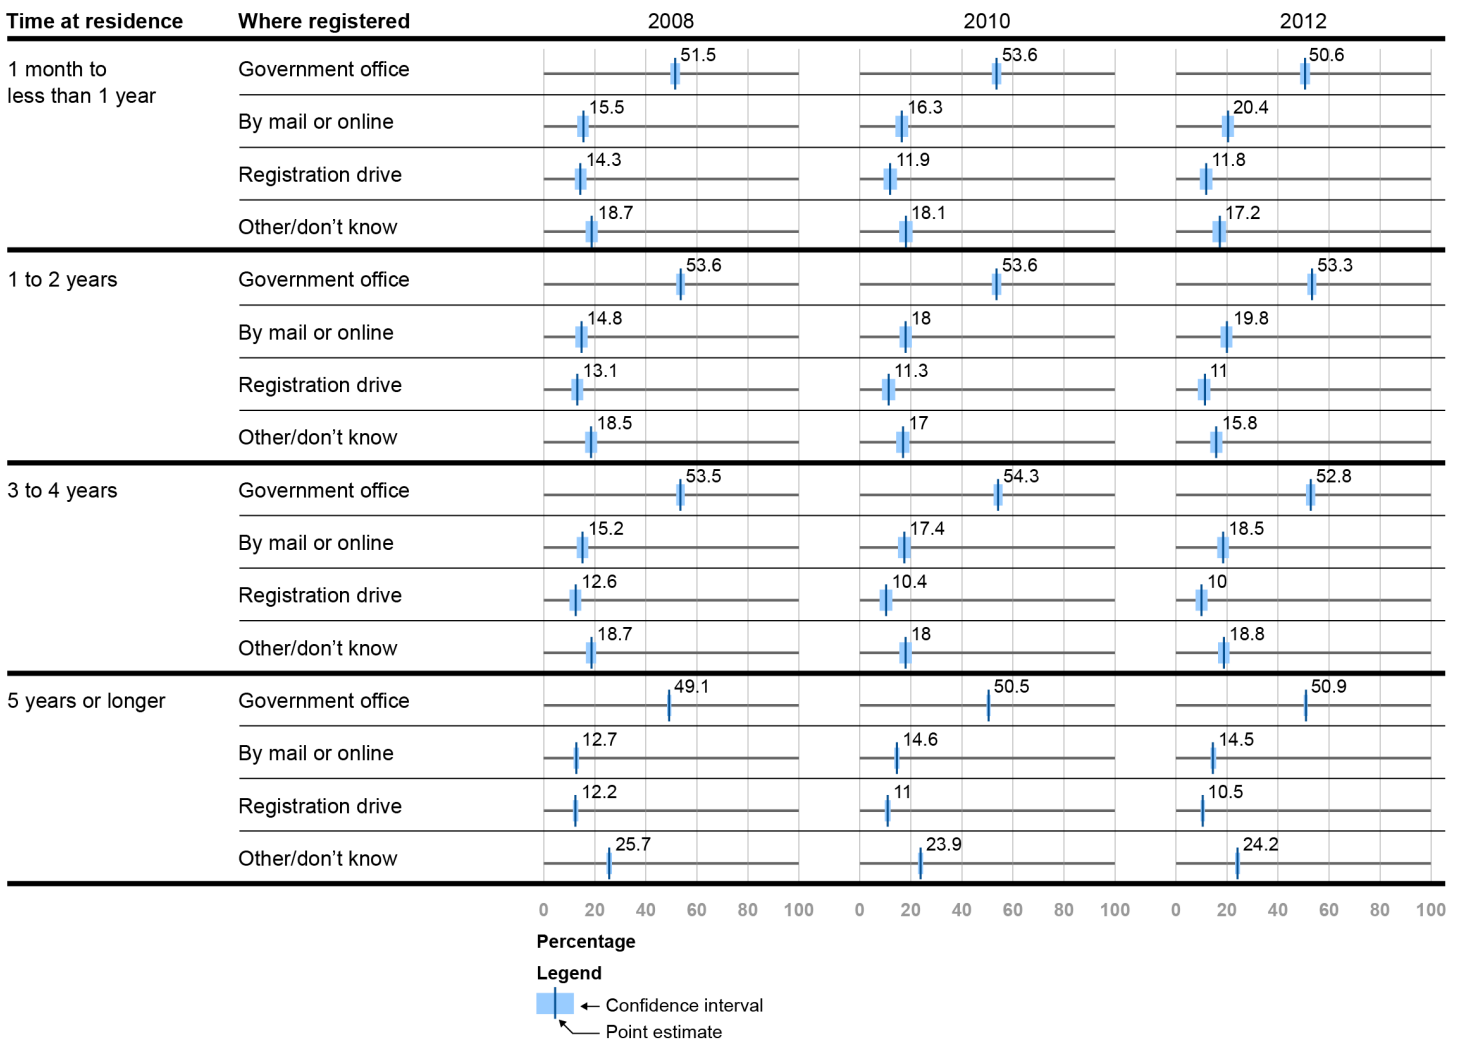 Time at residence Where registered 2008 2010 2012
1 month to
less than 1 year
Government office 51.5 53.6 50.6
By mail or online 15.5 16.3 20.4
Registration drive 14.3 11.9 11.8
Other/don’t know 18.7 18.1 17.2
1 to 2 years Government office 53.6 53.6 53.3
By mail or online 14.8 18 19.8
Registration drive 13.1 11.3 11
Other/don’t know 18.5 17 15.8
3 to 4 years Government office 53.5 54.3 52.8
By mail or online 15.2 17.4 18.5
Registration drive 12.6 10.4 10
Other/don’t know 18.7 18 18.8
5 years or longer Government office 49.1 50.5 50.9
By mail or online 12.7 14.6 14.5
Registration drive 12.2 11 10.5
Other/don’t know 25.7 23.9 24.2
0 20 40 60 80 100 0 20 40 60 80 100 0 20 40 60 80 100
Percentage
Legend
Confidence interval
Point estimate